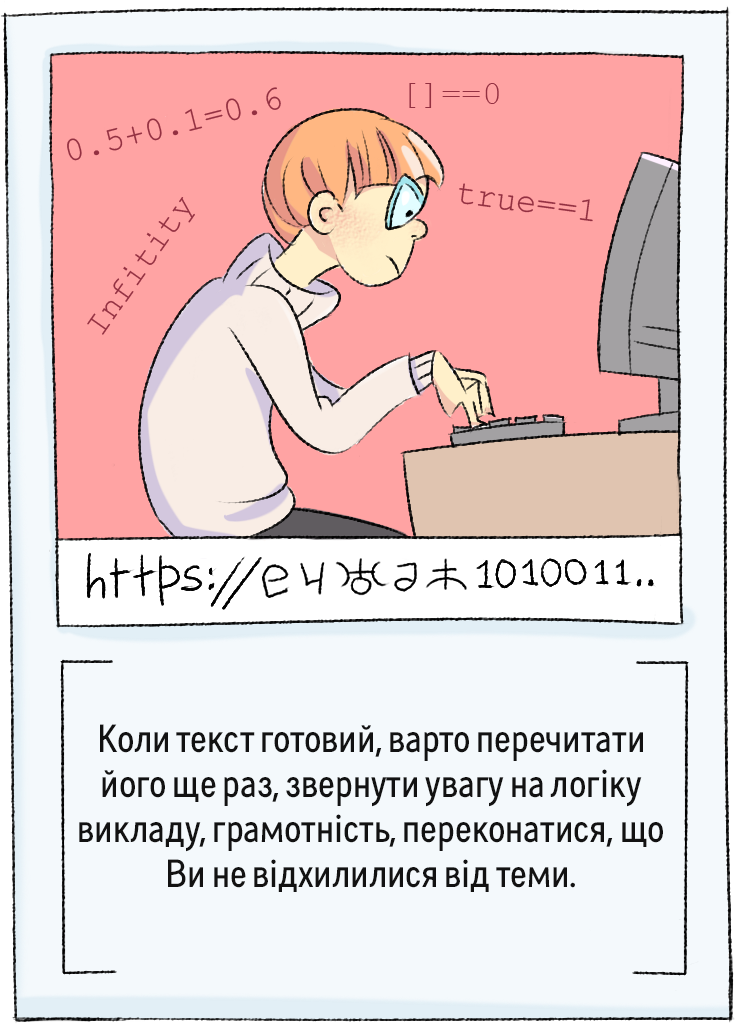 0.5+0.1=0.6
[]==0
true==1
Infitity
https:// 1010011..
Коли текст готовий, варто перечитати
його ще раз, звернути увагу на логіку
викладу, грамотність, переконатися, що
Ви не відхилилися від теми.